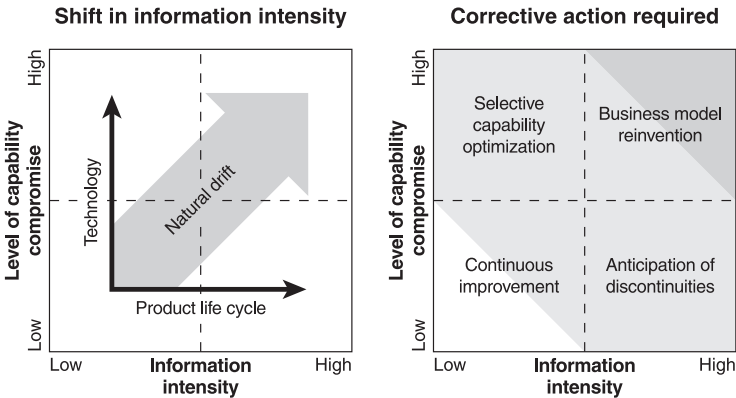 Shift in information intensity
High
Level of capability
compromise
Low
Technology
Natural drift
Product life cycle
Low
Information
intensity
High
Corrective action required
High
Level of capability
compromise
Low
Selective
capability
optimization
Business model
reinvention
Continuous
improvement
Anticipation of
discontinuities
Low
Information
intensity
High